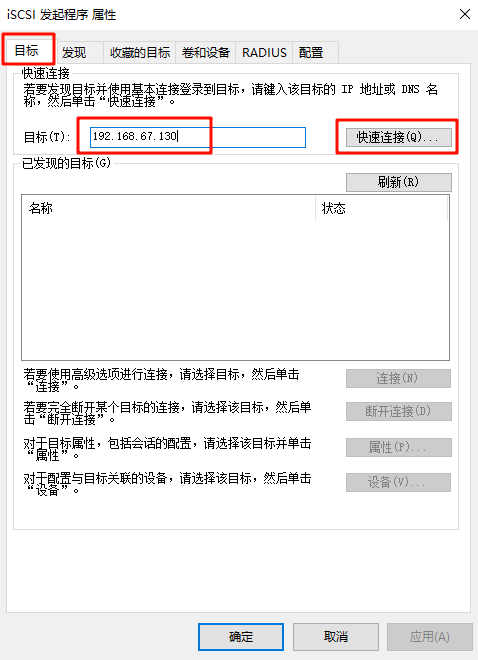 iSCSI 发起程序 属性
目标 发现 收藏的目标 卷和设备 RADIUS 配置
快速连接
若要发现目标并使用基本连接登录到目标，请键入该目标的 IP 地址或 DNS 名
称，然后单击“快速连接”。
目标(T): 192.168.67.130 快速连接(Q)...
已发现的目标(G)
刷新(R)
名称 状态
若要使用高级选项进行连接，请选择目标，然后单击
“连接”。
连接(N)
若要完全断开某个目标的连接，请选择该目标，然后单
击“断开连接”。
断开连接(D)
对于目标属性，包括会话的配置，请选择该目标并单击
“属性”。
属性(P)...
对于配置与目标关联的设备，请选择该目标，然后单击
“设备”。
设备(V)...
确定 取消 应用(A)